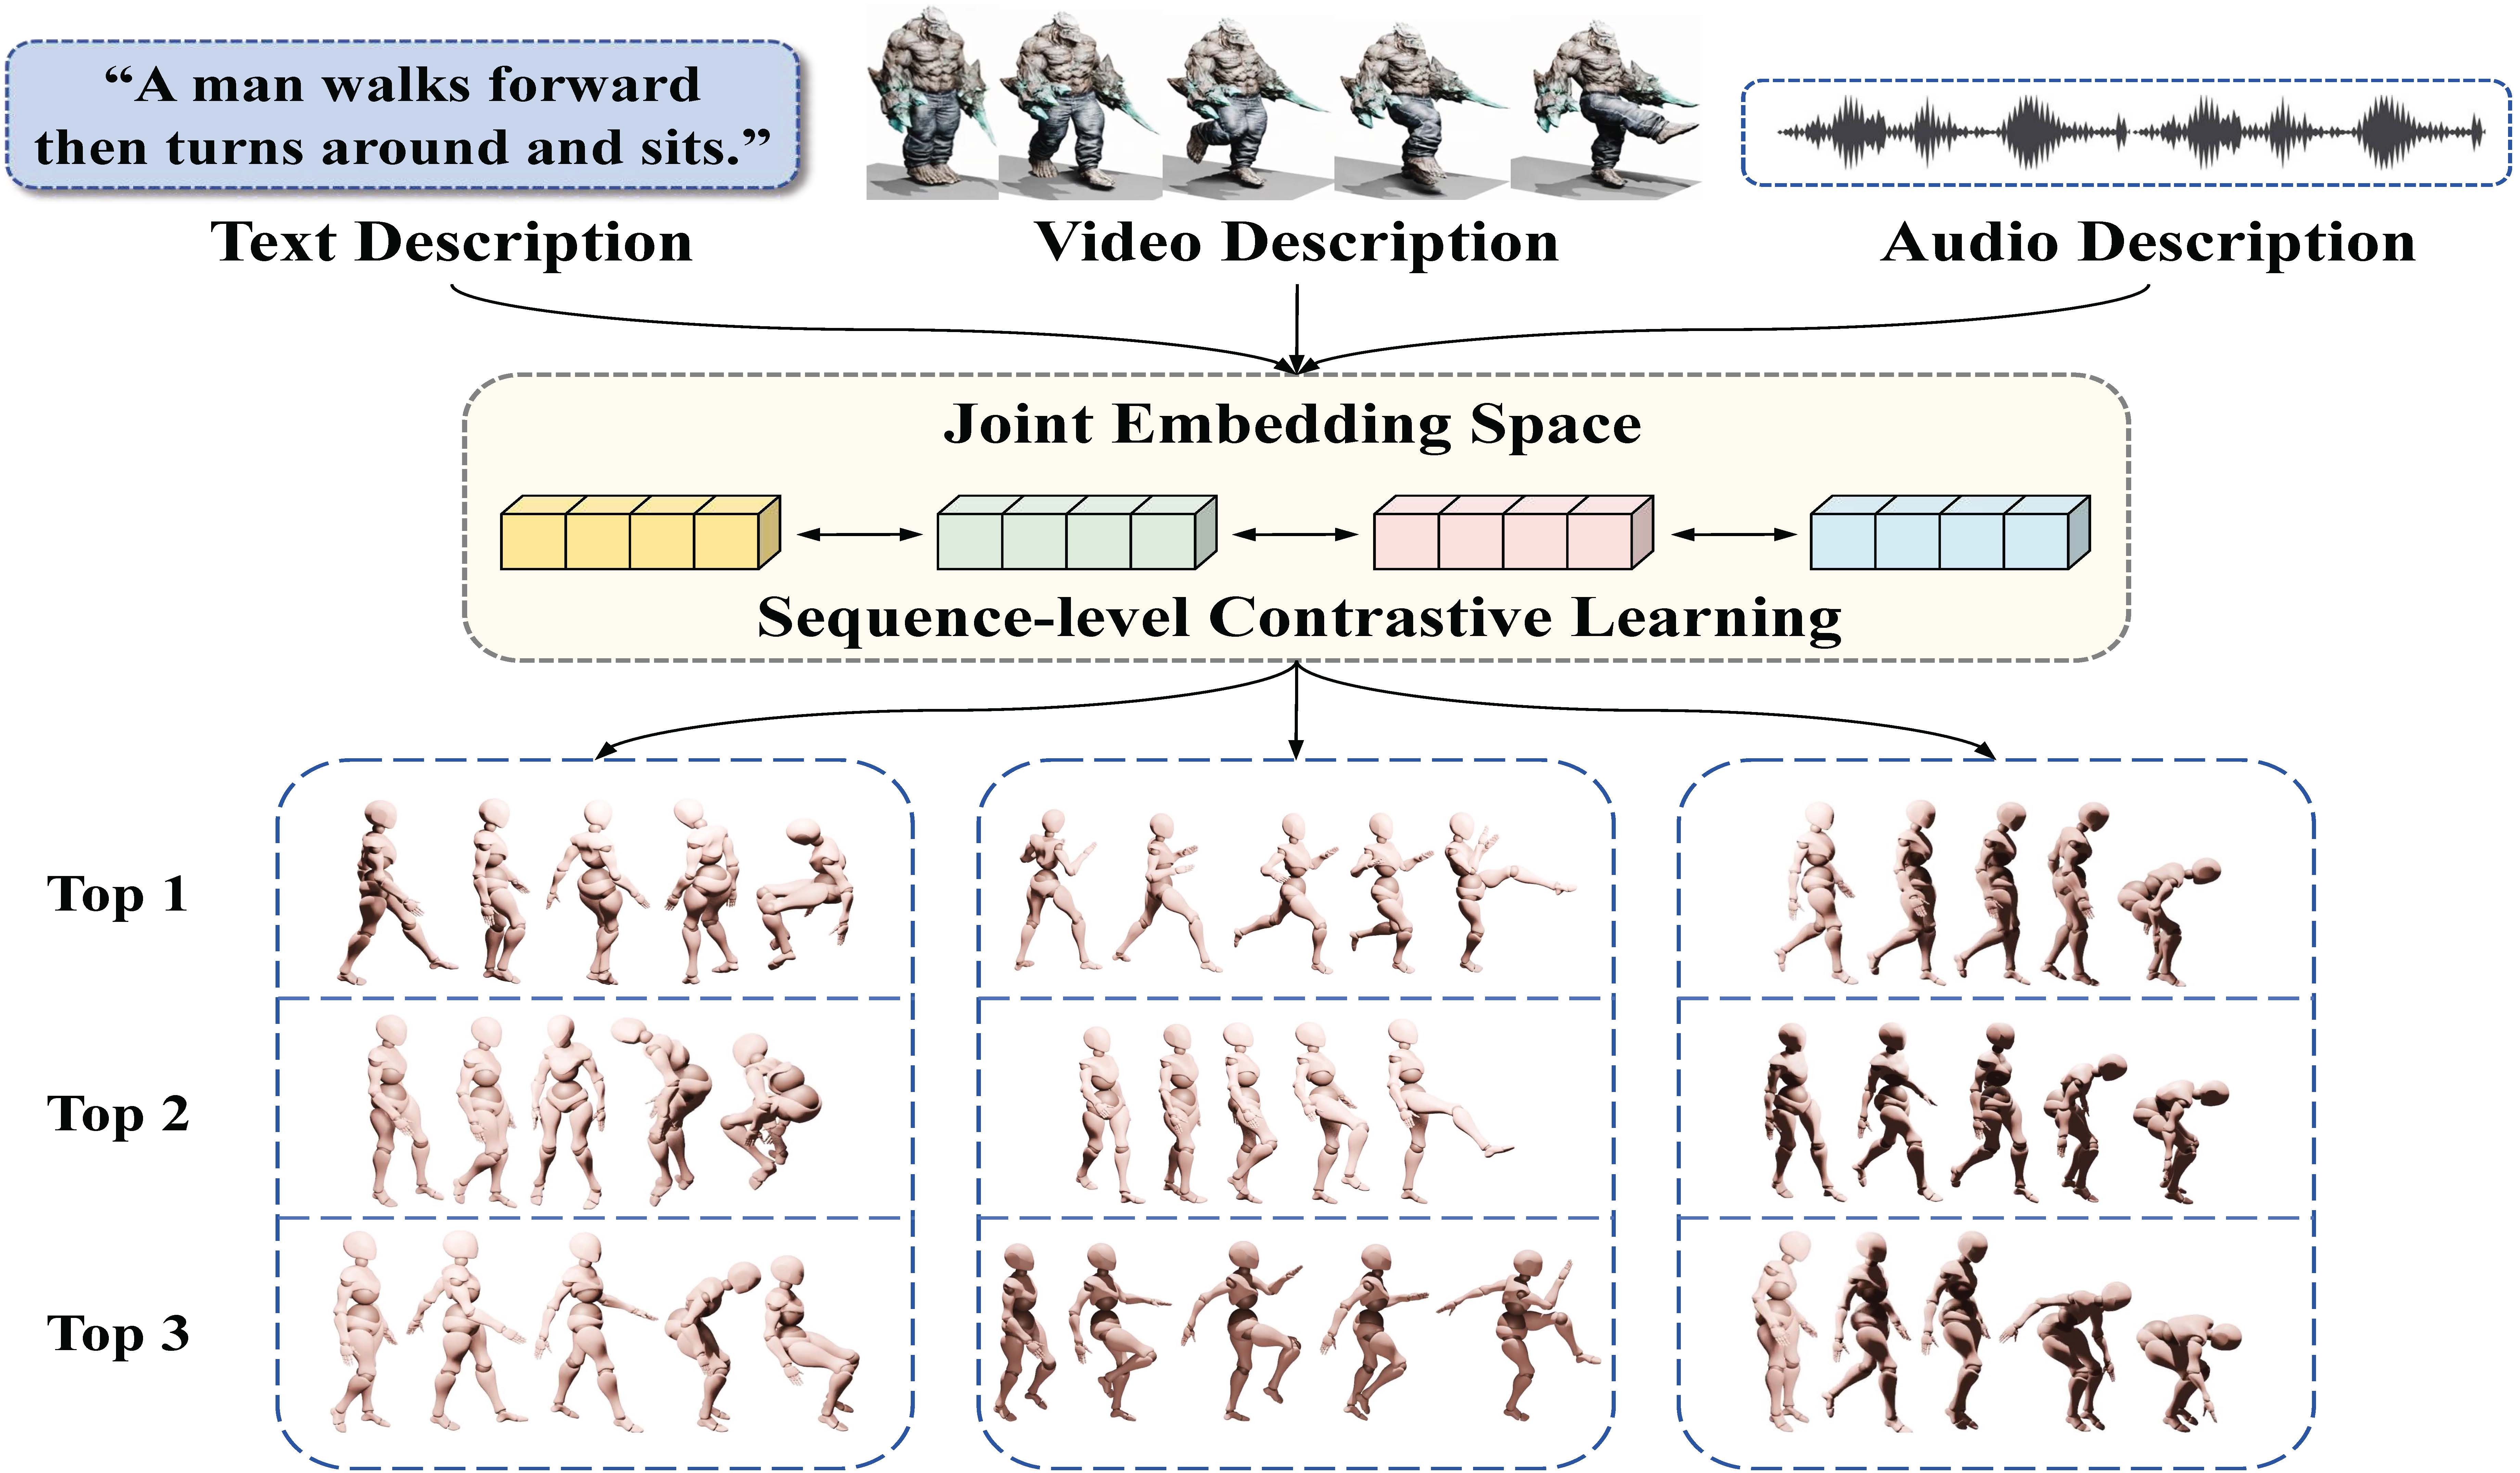 “A man walks forward
then turns around and sits.”
Text Description
Video Description
Audio Description
Joint Embedding Space
Sequence-level Contrastive Learning
Top 1
Top 2
Top 3